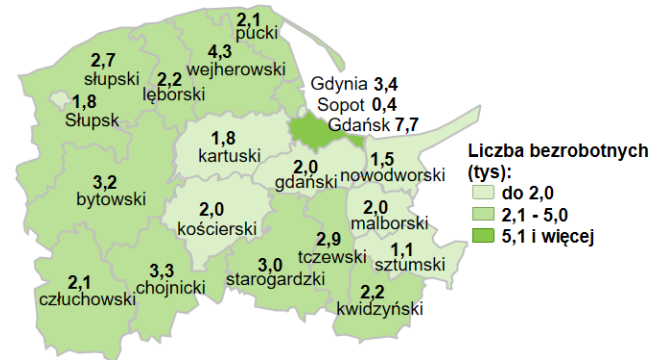 2,1
pucki
4,3
wejherowski
2,7
słupski
2,2
lęborski
1,8
Słupsk
Gdynia 3,4
Sopot 0,4
Gdańsk 7,7
1,8
kartuski
2,0
gdański
1,5
nowodworski
3,2
bytowski
2,0
kościerski
2,0
malborski
2,9
tczewski
1,1
sztumski
2,1
człuchowski
3,3
chojnicki
3,0
starogardzki
2,2
kwidzyński
Liczba bezrobotnych
(tys):
do 2,0
2,1 - 5,0
5,1 i więcej